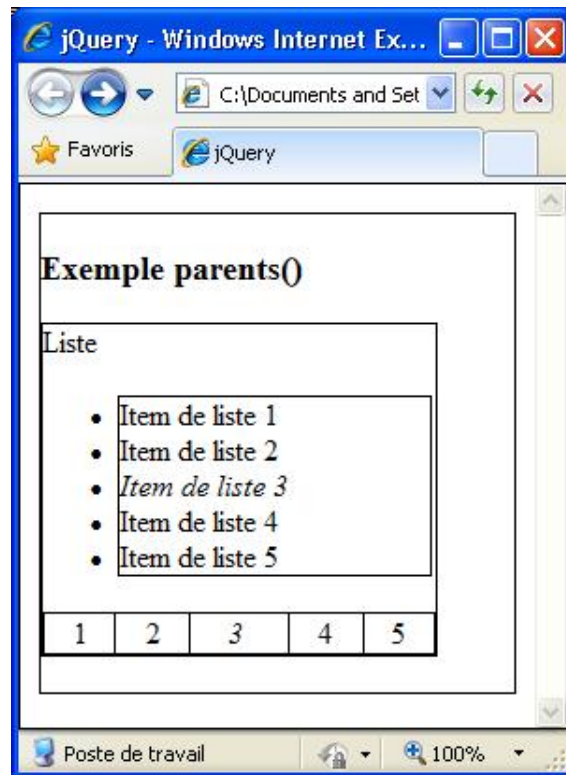 jQuery - Windows Internet Ex...
C:\Documents and Set
Favoris
jQuery
Exemple parents()
Liste
Item de liste 1
Item de liste 2
Item de liste 3
Item de liste 4
Item de liste 5
1 2 3 4 5
Poste de travail 100%